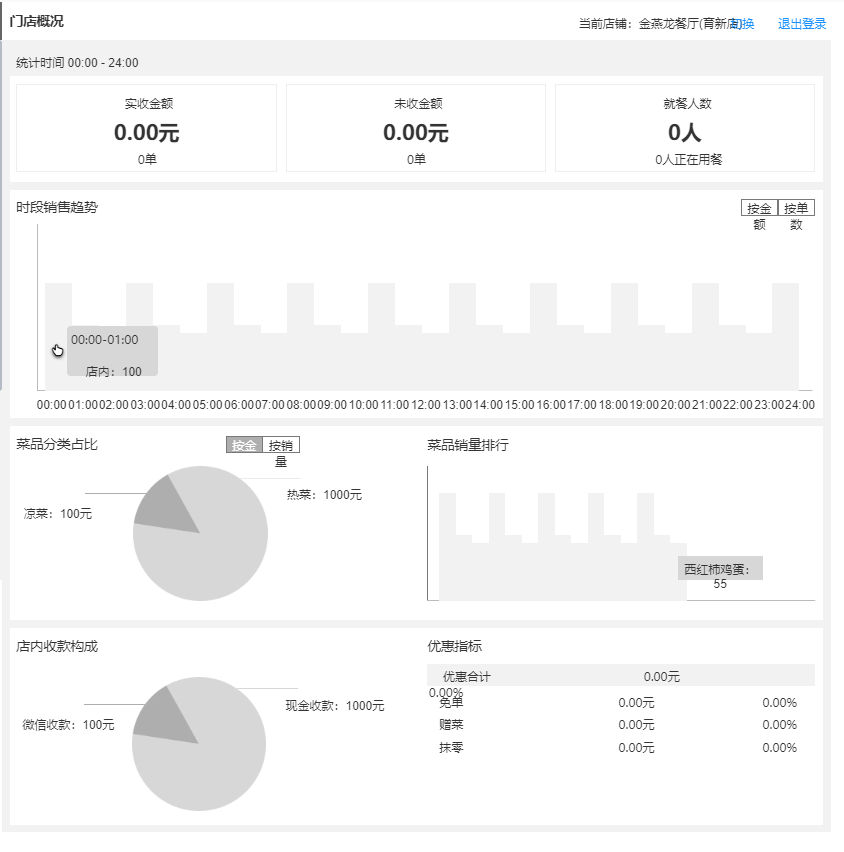 门店概况
当前店铺：金燕龙餐厅(育新店)
切换
退出登录
统计时间 00:00 - 24:00
实收金额
0.00元
0单
未收金额
0.00元
0单
就餐人数
0人
0人正在用餐
时段销售趋势
按金额
按单数
00:00-01:00
店内：100
00:00 01:00 02:00 03:00 04:00 05:00 06:00 07:00 08:00 09:00 10:00 11:00 12:00 13:00 14:00 15:00 16:00 17:00 18:00 19:00 20:00 21:00 22:00 23:00 24:00
菜品分类占比
按金
按销量
热菜：1000元
凉菜：100元
菜品销量排行
西红柿鸡蛋：
55
店内收款构成
现金收款：1000元
微信收款：100元
优惠指标
优惠合计 0.00元
0.00%
免单 0.00元 0.00%
赠菜 0.00元 0.00%
抹零 0.00元 0.00%